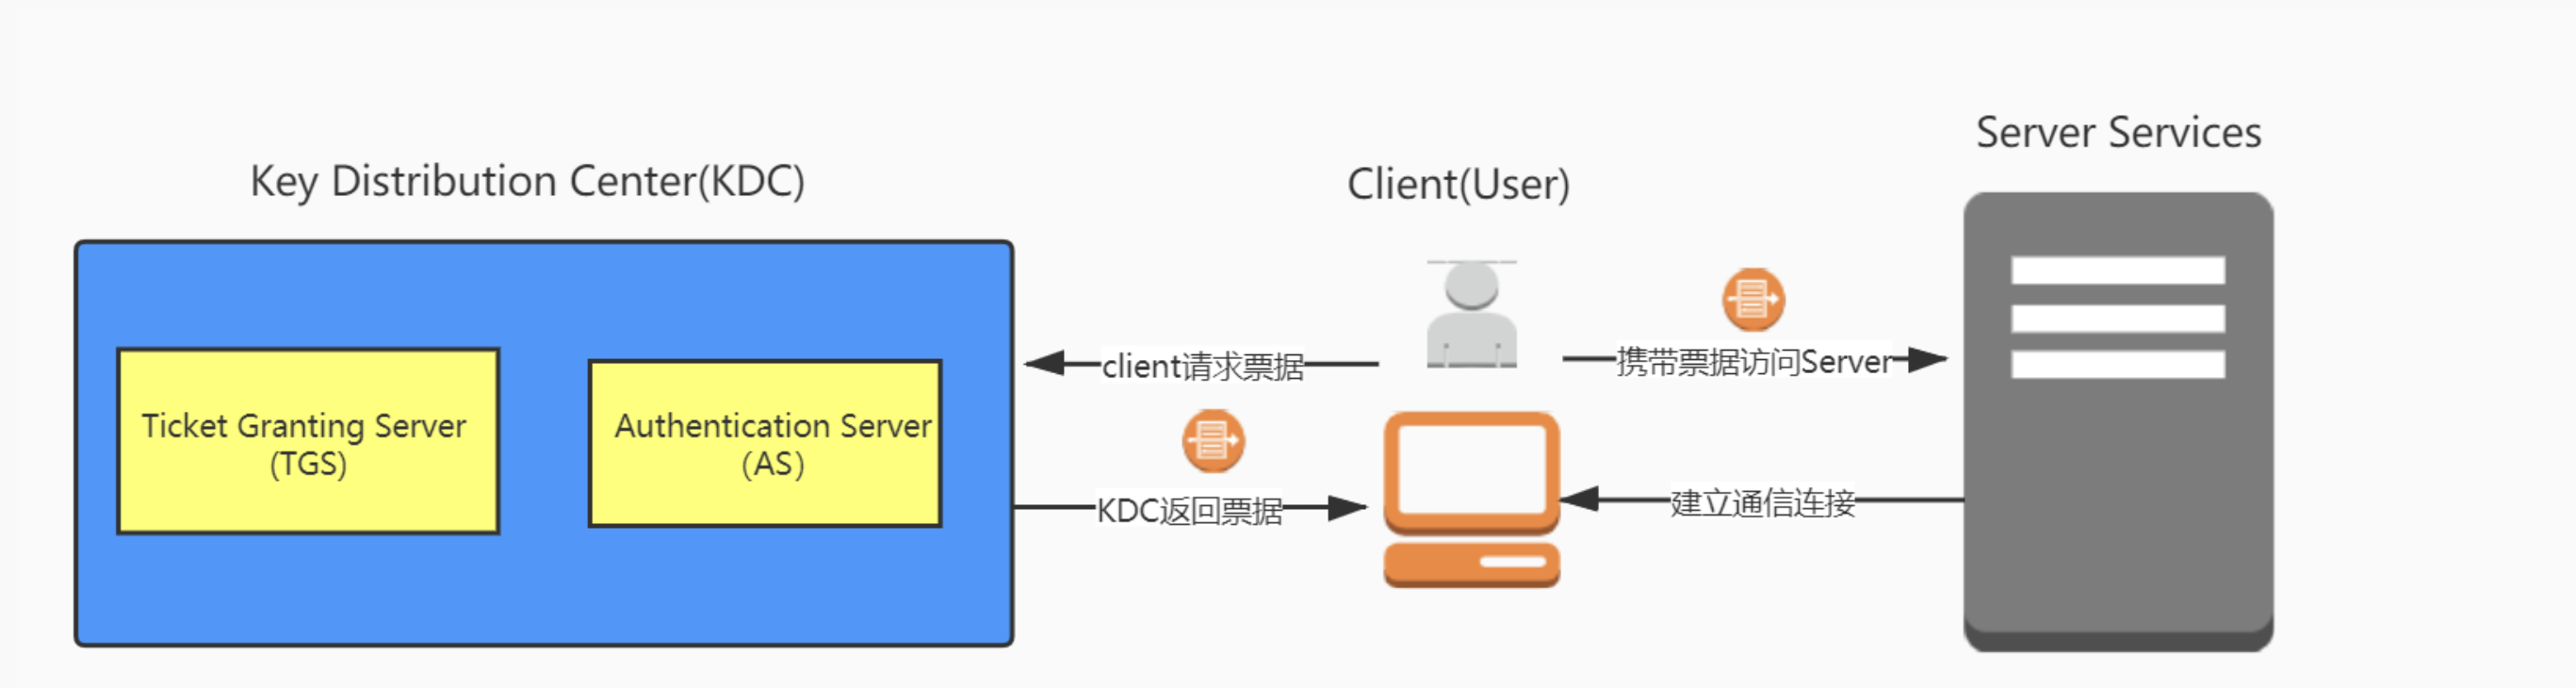 Key Distribution Center(KDC)
Client(User)
Server Services
Ticket Granting Server
(TGS)
Authentication Server
(AS)
client请求票据
KDC返回票据
携带票据访问Server
建立通信连接